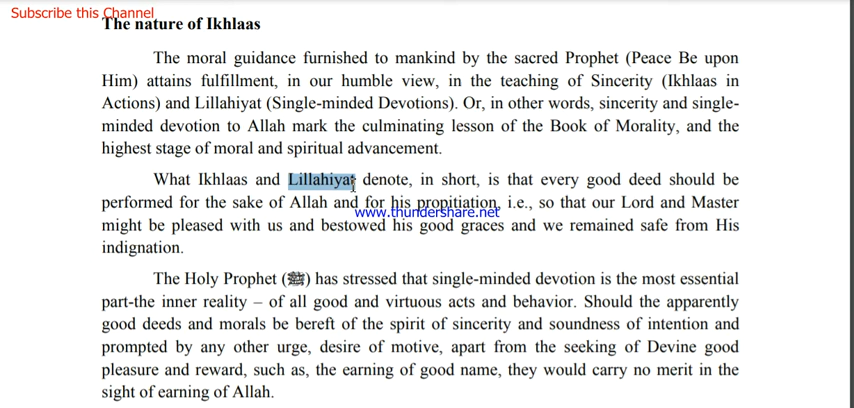 Subscribe this Channel
The nature of Ikhlaas
The moral guidance furnished to mankind by the sacred Prophet (Peace Be upon
Him) attains fulfillment, in our humble view, in the teaching of Sincerity (Ikhlaas in
Actions) and Lillahiyat (Single-minded Devotions). Or, in other words, sincerity and single-
minded devotion to Allah mark the culminating lesson of the Book of Morality, and the
highest stage of moral and spiritual advancement.
What Ikhlaas and Lillahiyat denote, in short, is that every good deed should be
performed for the sake of Allah and for his propitiation, i.e., so that our Lord and Master
www.thundershare.net
might be pleased with us and bestowed his good graces and we remained safe from His
indignation.
The Holy Prophet (ﷺ) has stressed that single-minded devotion is the most essential
part-the inner reality – of all good and virtuous acts and behavior. Should the apparently
good deeds and morals be bereft of the spirit of sincerity and soundness of intention and
prompted by any other urge, desire of motive, apart from the seeking of Devine good
pleasure and reward, such as, the earning of good name, they would carry no merit in the
sight of earning of Allah.